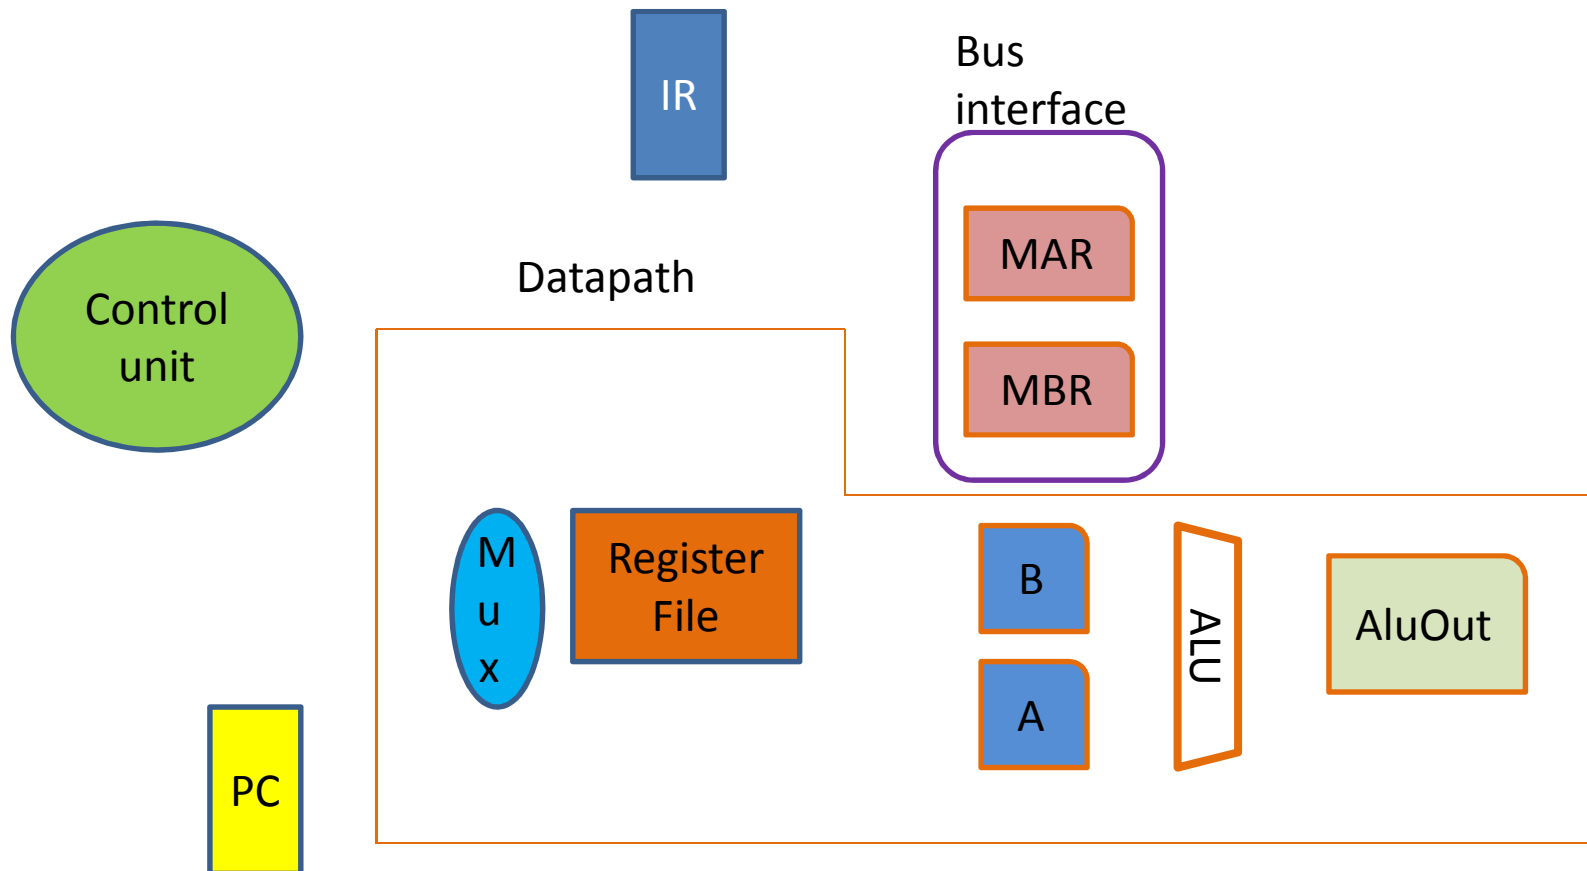 IR
Bus
interface
MAR
Datapath
Control
unit
MBR
M
u
x
Register
File
B
A
ALU
AluOut
PC